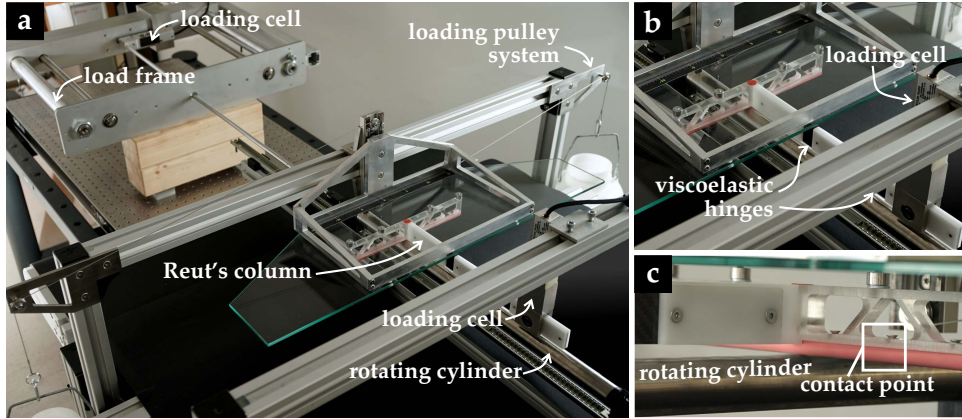 a
loading cell
load frame
loading pulley
system
Reut's column
loading cell
rotating cylinder
b
loading cell
viscoelastic
hinges
c
rotating cylinder
contact point